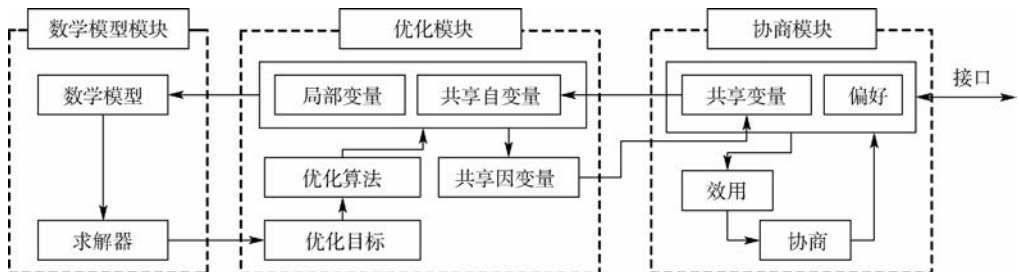 数学模型模块
优化模块
协商模块
数学模型
局部变量
共享自变量
共享变量
偏好
接口
优化算法
共享因变量
效用
求解器
优化目标
协商